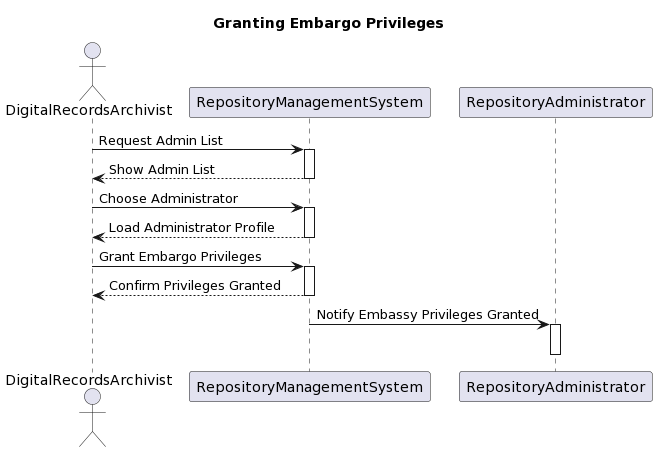 Granting Embargo Privileges
DigitalRecordsArchivist
RepositoryManagementSystem
RepositoryAdministrator
Request Admin List
Show Admin List
Choose Administrator
Load Administrator Profile
Grant Embargo Privileges
Confirm Privileges Granted
Notify Embassy Privileges Granted
DigitalRecordsArchivist
RepositoryManagementSystem
RepositoryAdministrator